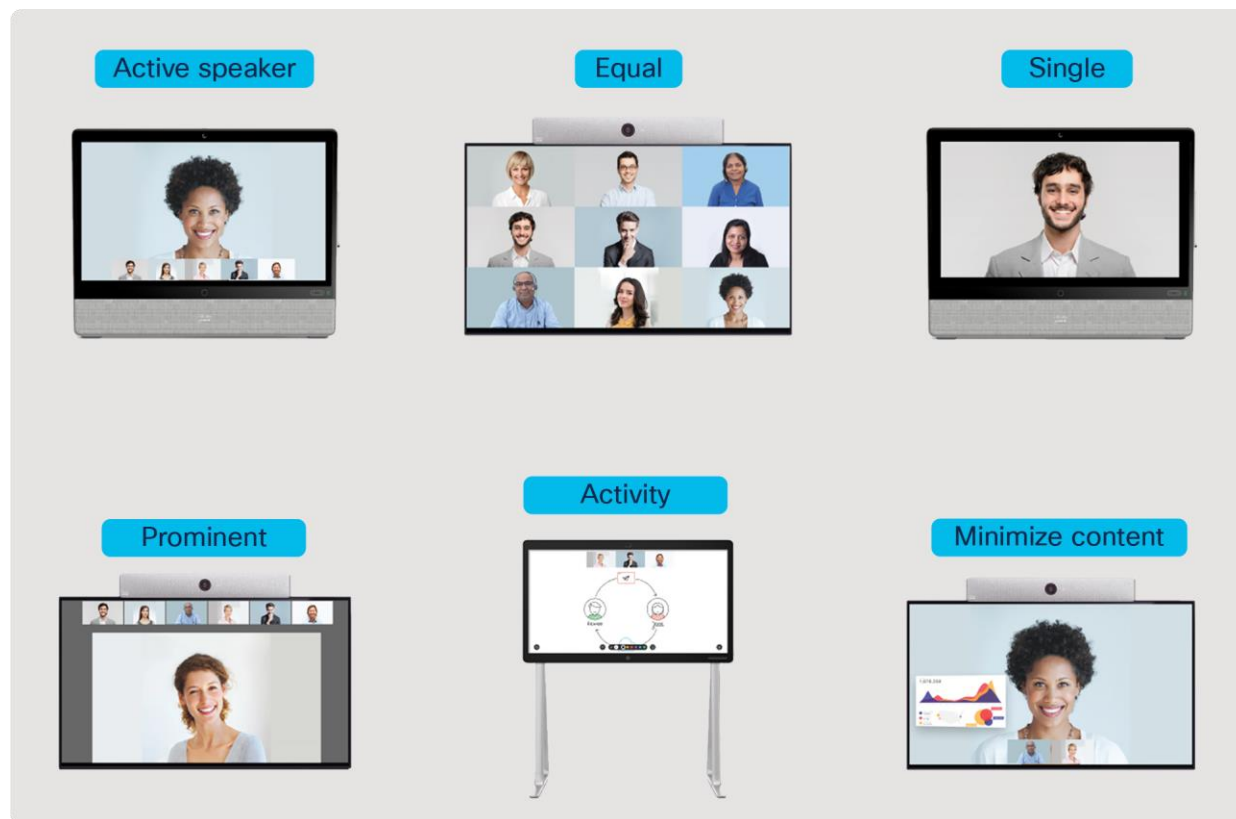 Active speaker
Equal
Single
Prominent
Activity
Minimize content